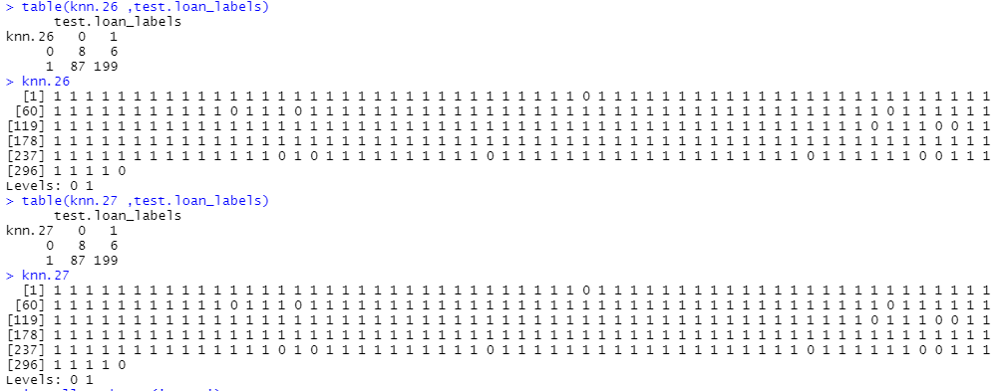 > table(knn.26 ,test.loan_labels)
test.loan_labels
knn.26 0 1
0 8 6
1 87 199
> knn.26
[1] 1 1 1 1 1 1 1 1 1 1 1 1 1 1 1 1 1 1 1 1 1 1 1 1 1 1 1 1 1 1 1 1 1 0 1 1 1 1 1 1 1 1 1 1 1 1 1 1 1 1 1 1 1 1 1 1 1 1 1
[60] 1 1 1 1 1 1 1 1 1 1 1 0 1 1 1 0 1 1 1 1 1 1 1 1 1 1 1 1 1 1 1 1 1 1 1 1 1 1 1 1 1 1 1 1 1 1 1 1 1 1 1 1 0 1 1 1 1 1 1
[119] 1 1 1 1 1 1 1 1 1 1 1 1 1 1 1 1 1 1 1 1 1 1 1 1 1 1 1 1 1 1 1 1 1 1 1 1 1 1 1 1 1 1 1 1 1 1 1 1 1 1 1 0 1 1 1 0 0 1 1
[178] 1 1 1 1 1 1 1 1 1 1 1 1 1 1 1 1 1 1 1 1 1 1 1 1 1 1 1 1 1 1 1 1 1 1 1 1 1 1 1 1 1 1 1 1 1 1 1 1 1 1 1 1 1 1 1 1 1 1 1
[237] 1 1 1 1 1 1 1 1 1 1 1 1 1 1 0 1 0 1 1 1 1 1 1 1 1 1 1 0 1 1 1 1 1 1 1 1 1 1 1 1 1 1 1 1 1 1 1 0 1 1 1 1 1 1 0 0 1 1 1
[296] 1 1 1 1 0
Levels: 0 1
> table(knn.27 ,test.loan_labels)
test.loan_labels
knn.27 0 1
0 8 6
1 87 199
> knn.27
[1] 1 1 1 1 1 1 1 1 1 1 1 1 1 1 1 1 1 1 1 1 1 1 1 1 1 1 1 1 1 1 1 1 1 0 1 1 1 1 1 1 1 1 1 1 1 1 1 1 1 1 1 1 1 1 1 1 1 1 1
[60] 1 1 1 1 1 1 1 1 1 1 1 0 1 1 1 0 1 1 1 1 1 1 1 1 1 1 1 1 1 1 1 1 1 1 1 1 1 1 1 1 1 1 1 1 1 1 1 1 1 1 1 1 0 1 1 1 1 1 1
[119] 1 1 1 1 1 1 1 1 1 1 1 1 1 1 1 1 1 1 1 1 1 1 1 1 1 1 1 1 1 1 1 1 1 1 1 1 1 1 1 1 1 1 1 1 1 1 1 1 1 1 1 0 1 1 1 0 0 1 1
[178] 1 1 1 1 1 1 1 1 1 1 1 1 1 1 1 1 1 1 1 1 1 1 1 1 1 1 1 1 1 1 1 1 1 1 1 1 1 1 1 1 1 1 1 1 1 1 1 1 1 1 1 1 1 1 1 1 1 1 1
[237] 1 1 1 1 1 1 1 1 1 1 1 1 1 1 0 1 0 1 1 1 1 1 1 1 1 1 1 0 1 1 1 1 1 1 1 1 1 1 1 1 1 1 1 1 1 1 1 0 1 1 1 1 1 1 0 0 1 1 1
[296] 1 1 1 1 0
Levels: 0 1